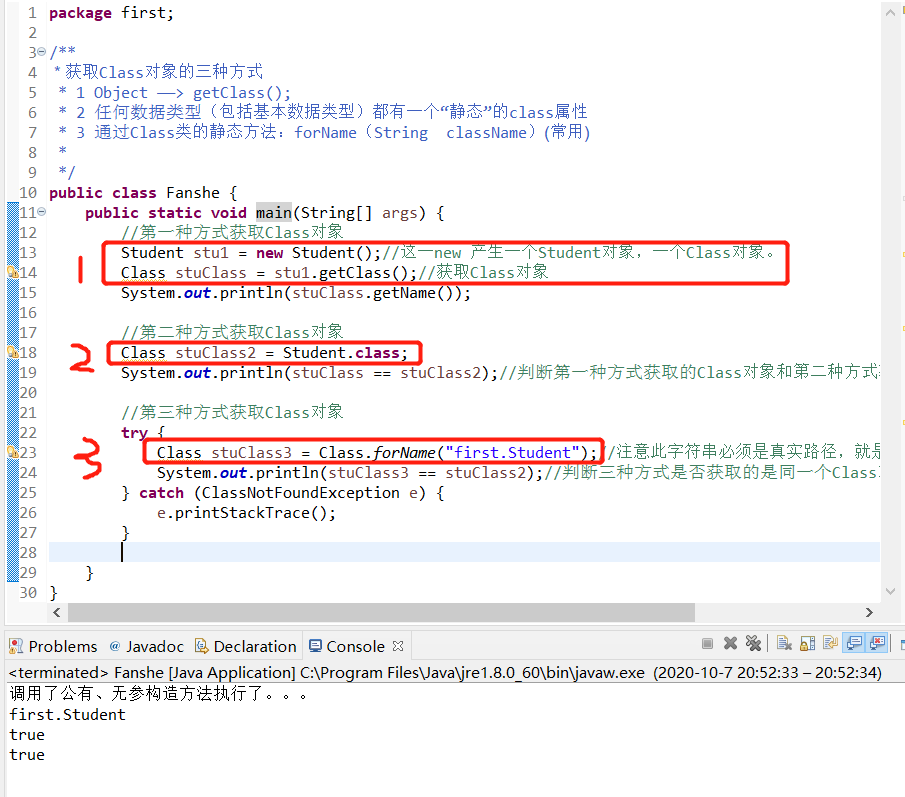 1 package first;
2
3 /**
4 * 获取Class对象的三种方式
5 * 1 Object ——> getClass();
6 * 2 任何数据类型（包括基本数据类型）都有一个“静态”的class属性
7 * 3 通过Class类的静态方法：forName（String  className）(常用)
8 *
9 */
10 public class Fanshe {
11 public static void main(String[] args) {
12 //第一种方式获取Class对象
1
13 Student stu1 = new Student();//这一new 产生一个Student对象，一个Class对象。
14 Class stuClass = stu1.getClass();//获取Class对象
15 System.out.println(stuClass.getName());
16
17 //第二种方式获取Class对象
2
18 Class stuClass2 = Student.class;
19 System.out.println(stuClass == stuClass2);//判断第一种方式获取的Class对象和第二种方式
20
21 //第三种方式获取Class对象
22 try {
3
23 Class stuClass3 = Class.forName("first.Student");//注意此字符串必须是真实路径，就是
24 System.out.println(stuClass3 == stuClass2);//判断三种方式是否获取的是同一个Class
25 } catch (ClassNotFoundException e) {
26 e.printStackTrace();
27 }
28
29 }
30 }
Problems @ Javadoc Declaration Console
<terminated> Fanshe [Java Application] C:\Program Files\Java\jre1.8.0_60\bin\javaw.exe (2020-10-7 20:52:33 – 20:52:34)
调用了公有、无参构造方法执行了。。。
first.Student
true
true